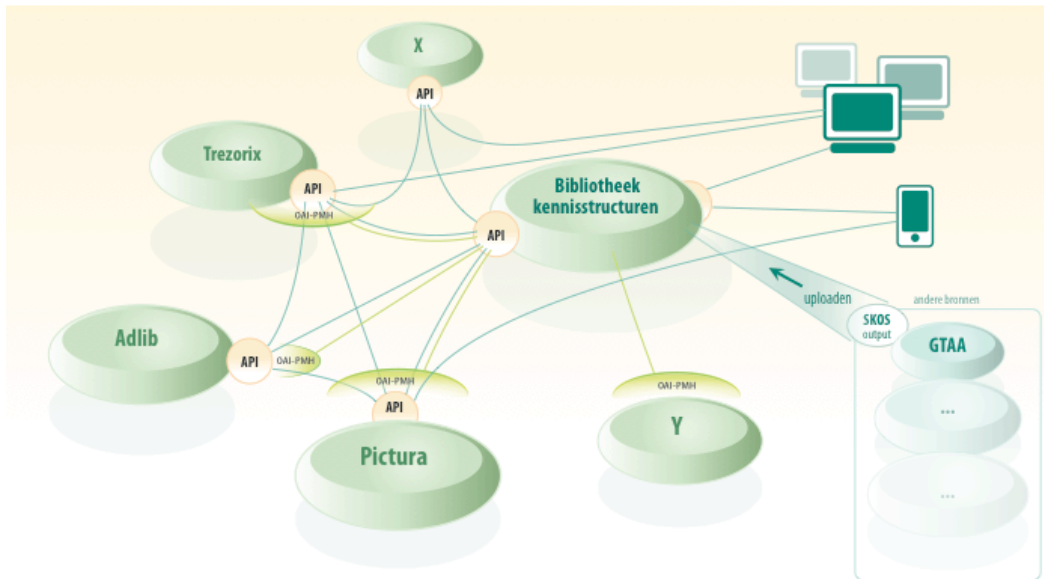 X
API
Trezorix
API
OAI-PMH
Bibliotheek
kennisstructuren
API
uploaden
andere bronnen
SKOS
output
GTAA
...
...
Adlib
API
OAI-PMH
OAI-PMH
API
Pictura
OAI-PMH
Y